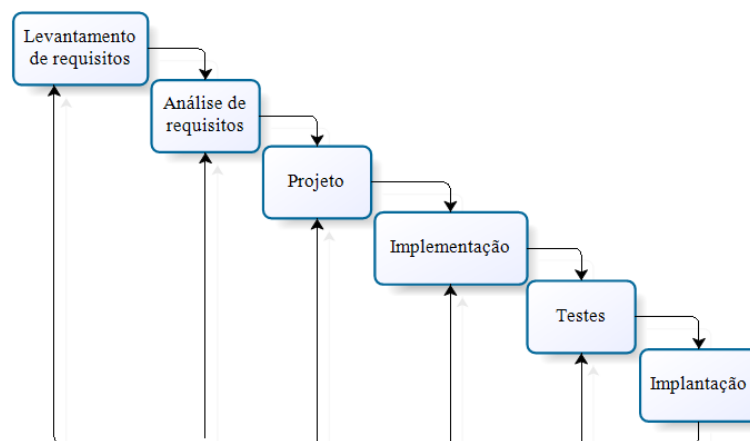 Levantamento
de requisitos
Análise de
requisitos
Projeto
Implementação
Testes
Implantação